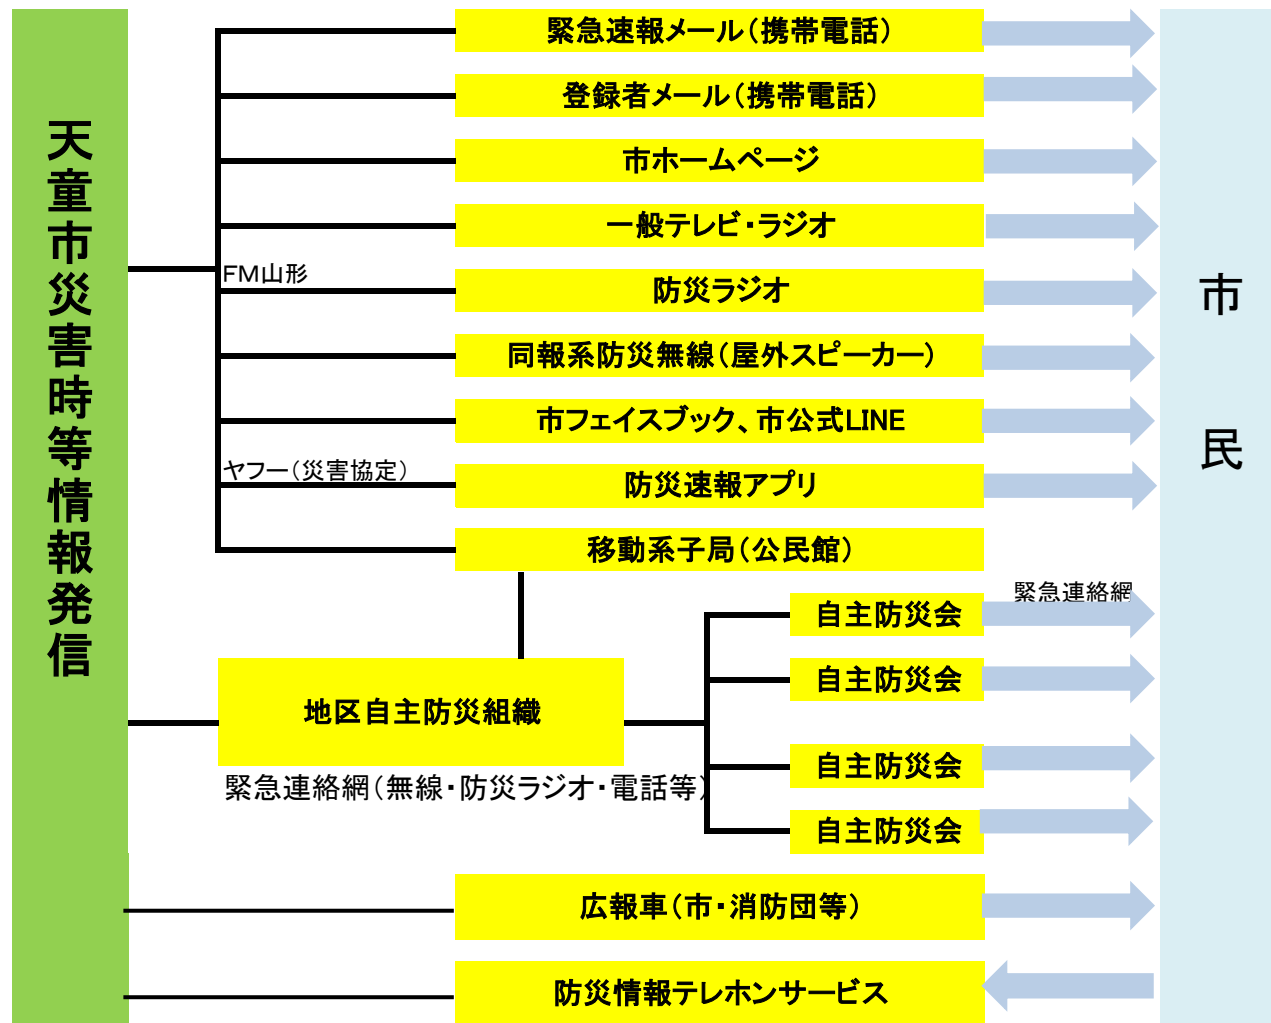 天童市災害時等情報発信
緊急速報メール（携帯電話）
登録者メール（携帯電話）
市ホームページ
一般テレビ・ラジオ
ＦＭ山形
防災ラジオ
同報系防災無線（屋外スピーカー）
市フェイスブック、市公式LINE
ヤフー（災害協定）
防災速報アプリ
移動系子局（公民館）
緊急連絡網
自主防災会
自主防災会
地区自主防災組織
自主防災会
緊急連絡網（無線・防災ラジオ・電話等）
自主防災会
広報車（市・消防団等）
防災情報テレホンサービス
市民